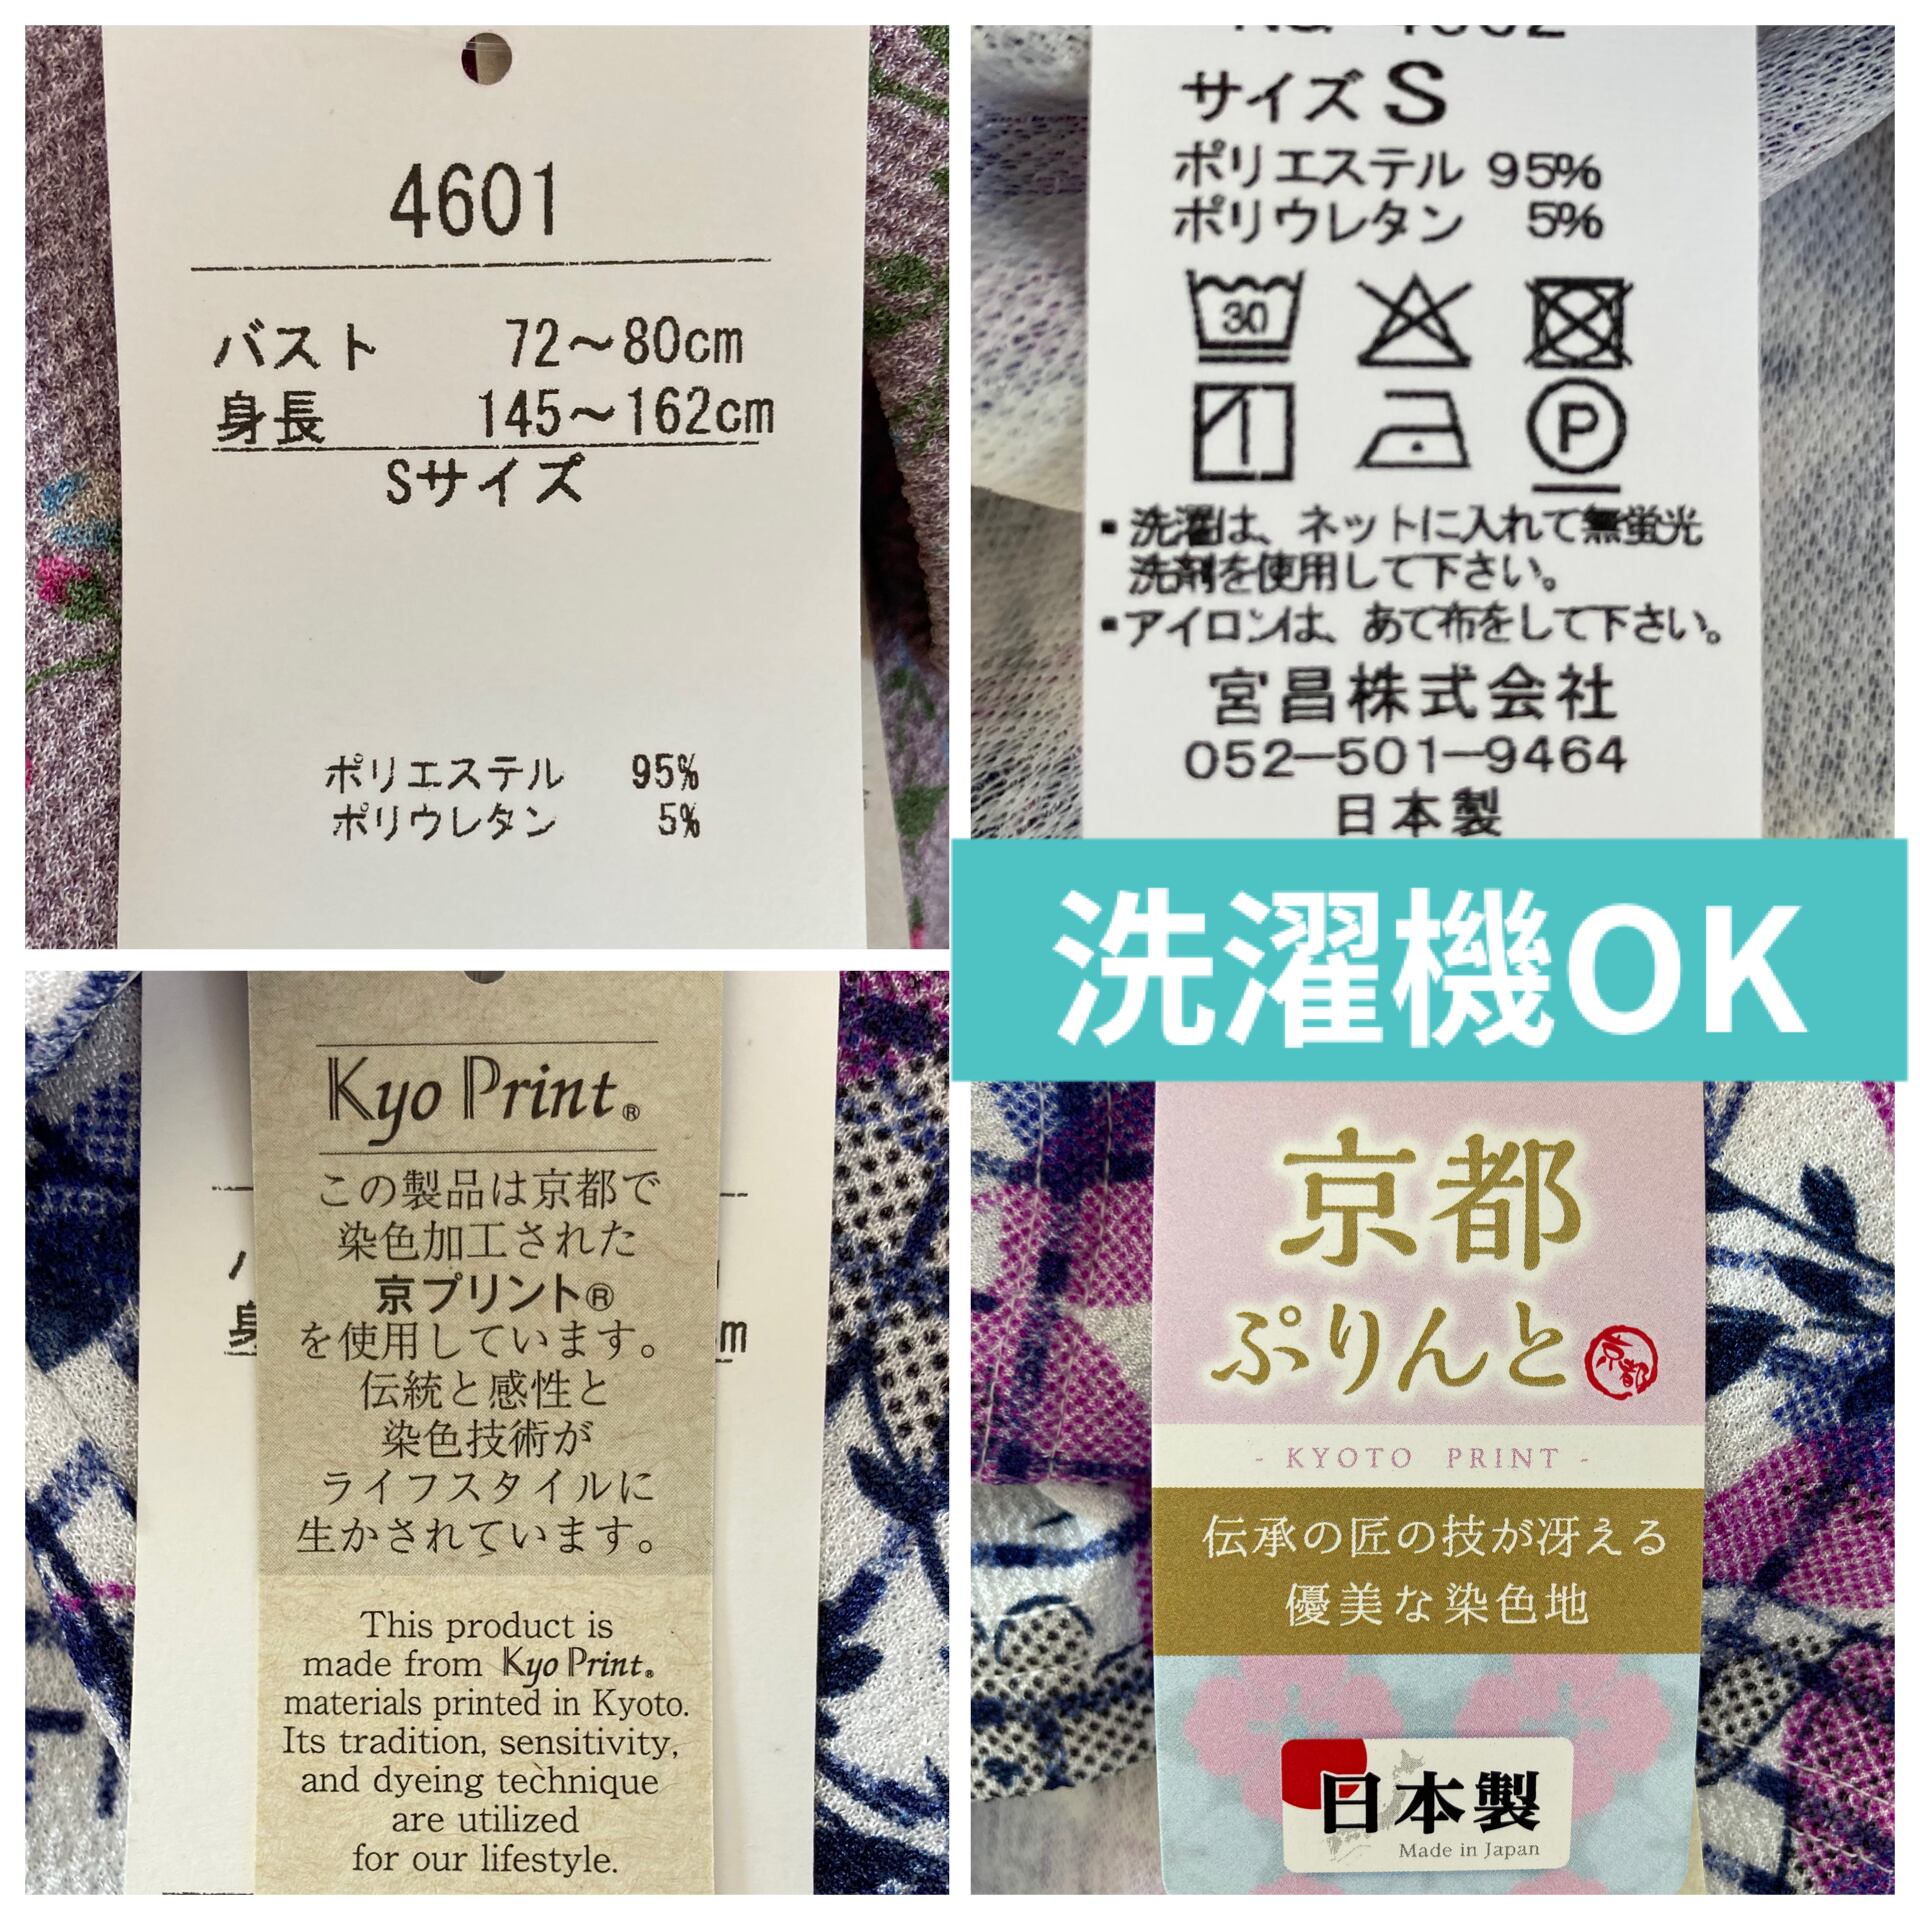 4601
バスト 72～80cm
身長 145～162cm
Sサイズ
ポリエステル 95%
ポリウレタン 5%
サイズ S
ポリエステル 95%
ポリウレタン 5%
30
P
▪洗濯は、ネットに入れて無蛍光
洗剤を使用して下さい。
▪アイロンは、あて布をして下さい。
宮昌株式会社
052－501－9464
日本製
洗濯機OK
Kyo Print®
この製品は京都で
染色加工された
京プリント®
を使用しています。
伝統と感性と
染色技術が
ライフスタイルに
生かされています。
This product is
made from Kyo Print®
materials printed in Kyoto.
Its tradition, sensitivity,
and dyeing technique
are utilized
for our lifestyle.
身
m
京都
ぷりんと
京都
- KYOTO PRINT -
伝承の匠の技が冴える
優美な染色地
日本製
Made in Japan